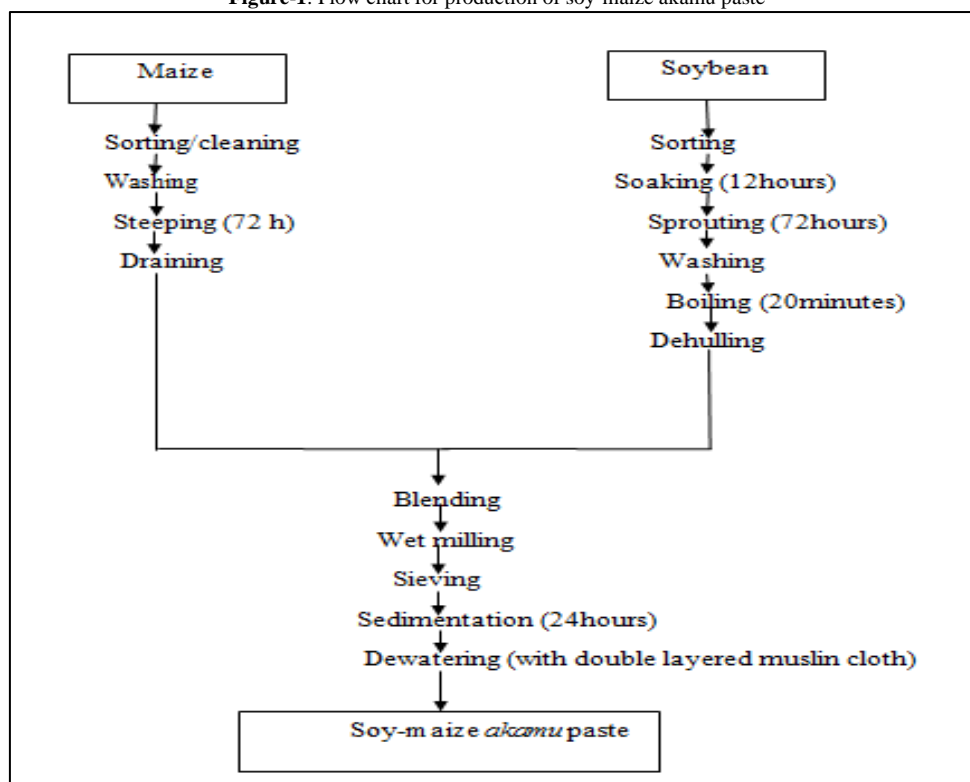 Figure-1. Flow chart for production of soy-maize akamu paste
Maize
Sorting/cleaning
Washing
Steeping (72 h)
Draining
Soybean
Sorting
Soaking (12hours)
Sprouting (72hours)
Washing
Boiling (20minutes)
Dehulling
Blending
Wet milling
Sieving
Sedimentation (24hours)
Dewatering (with double layered muslin cloth)
Soy-maize akamu paste